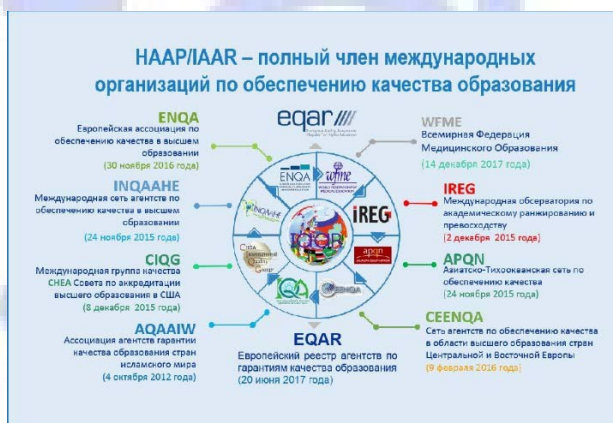 НААР/IAAR – полный член международных
организаций по обеспечению качества образования
ENQA
Европейская ассоциация по
обеспечению качества в высшем
образовании
(30 ноября 2016 года)
INQAAHE
Международная сеть агентств по
обеспечению качества в высшем
образовании
(24 ноября 2015 года)
CIQG
Международная группа качества
CHEA Совета по аккредитации
высшего образования в США
(8 декабря 2015 года)
AQAAIW
Ассоциация агентств гарантии
качества образования стран
исламского мира
(4 октября 2012 года)
eqar
ENQA
wfme
INQAAHE
IREG
apqn
CEENQA
IAAR
EQAR
Европейский реестр агентств по
гарантиям качества образования
(20 июня 2017 года)
WFME
Всемирная Федерация
Медицинского Образования
(14 декабря 2017 года)
IREG
Международная обсерватория по
академическому ранжированию и
превосходству
(2 декабря 2015 года)
APQN
Азиатско-Тихоокеанская сеть по
обеспечению качества
(24 ноября 2015 года)
CEENQA
Сеть агентств по обеспечению качества
в области высшего образования стран
Центральной и Восточной Европы
(9 февраля 2016 года)